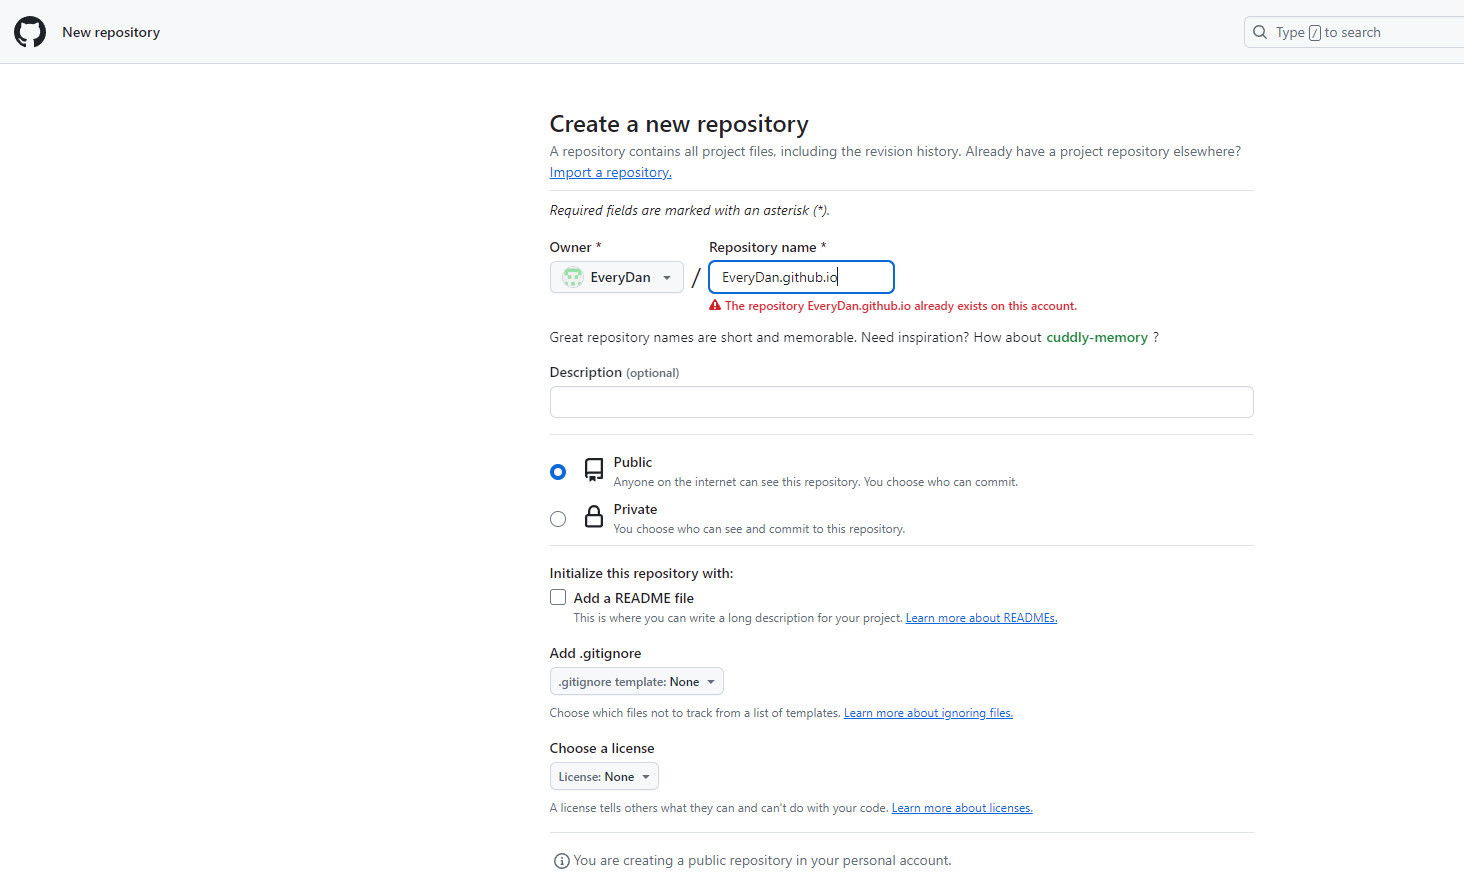 New repository
Type / to search
Create a new repository
A repository contains all project files, including the revision history. Already have a project repository elsewhere?
Import a repository.
Required fields are marked with an asterisk (*).
Owner * Repository name *
EveryDan / EveryDan.github.io
The repository EveryDan.github.io already exists on this account.
Great repository names are short and memorable. Need inspiration? How about cuddly-memory ?
Description (optional)
Public
Anyone on the internet can see this repository. You choose who can commit.
Private
You choose who can see and commit to this repository.
Initialize this repository with:
Add a README file
This is where you can write a long description for your project. Learn more about READMEs.
Add .gitignore
.gitignore template: None
Choose which files not to track from a list of templates. Learn more about ignoring files.
Choose a license
License: None
A license tells others what they can and can't do with your code. Learn more about licenses.
You are creating a public repository in your personal account.